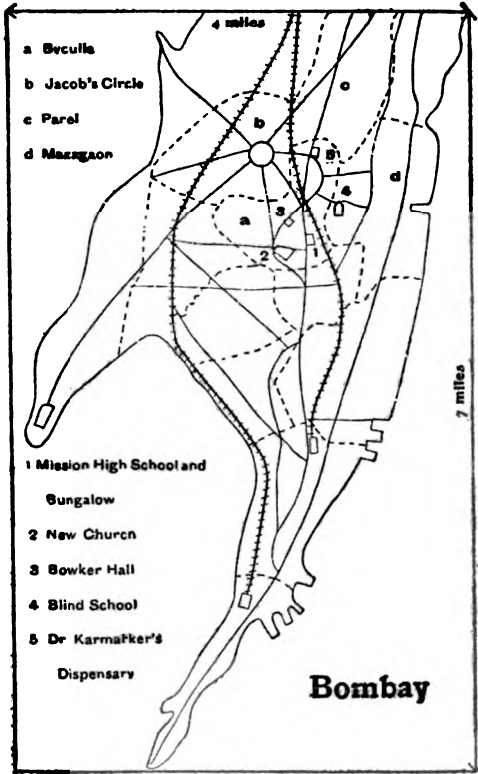 4 miles
a Byculla
b Jacob's Circle
c Parel
d Mazagaon
c
b
5
4
d
3
a
2
1
7 miles
1 Mission High School and
Bungalow
2 New Church
3 Bowker Hall
4 Blind School
5 Dr Karmarker's
Dispensary
Bombay